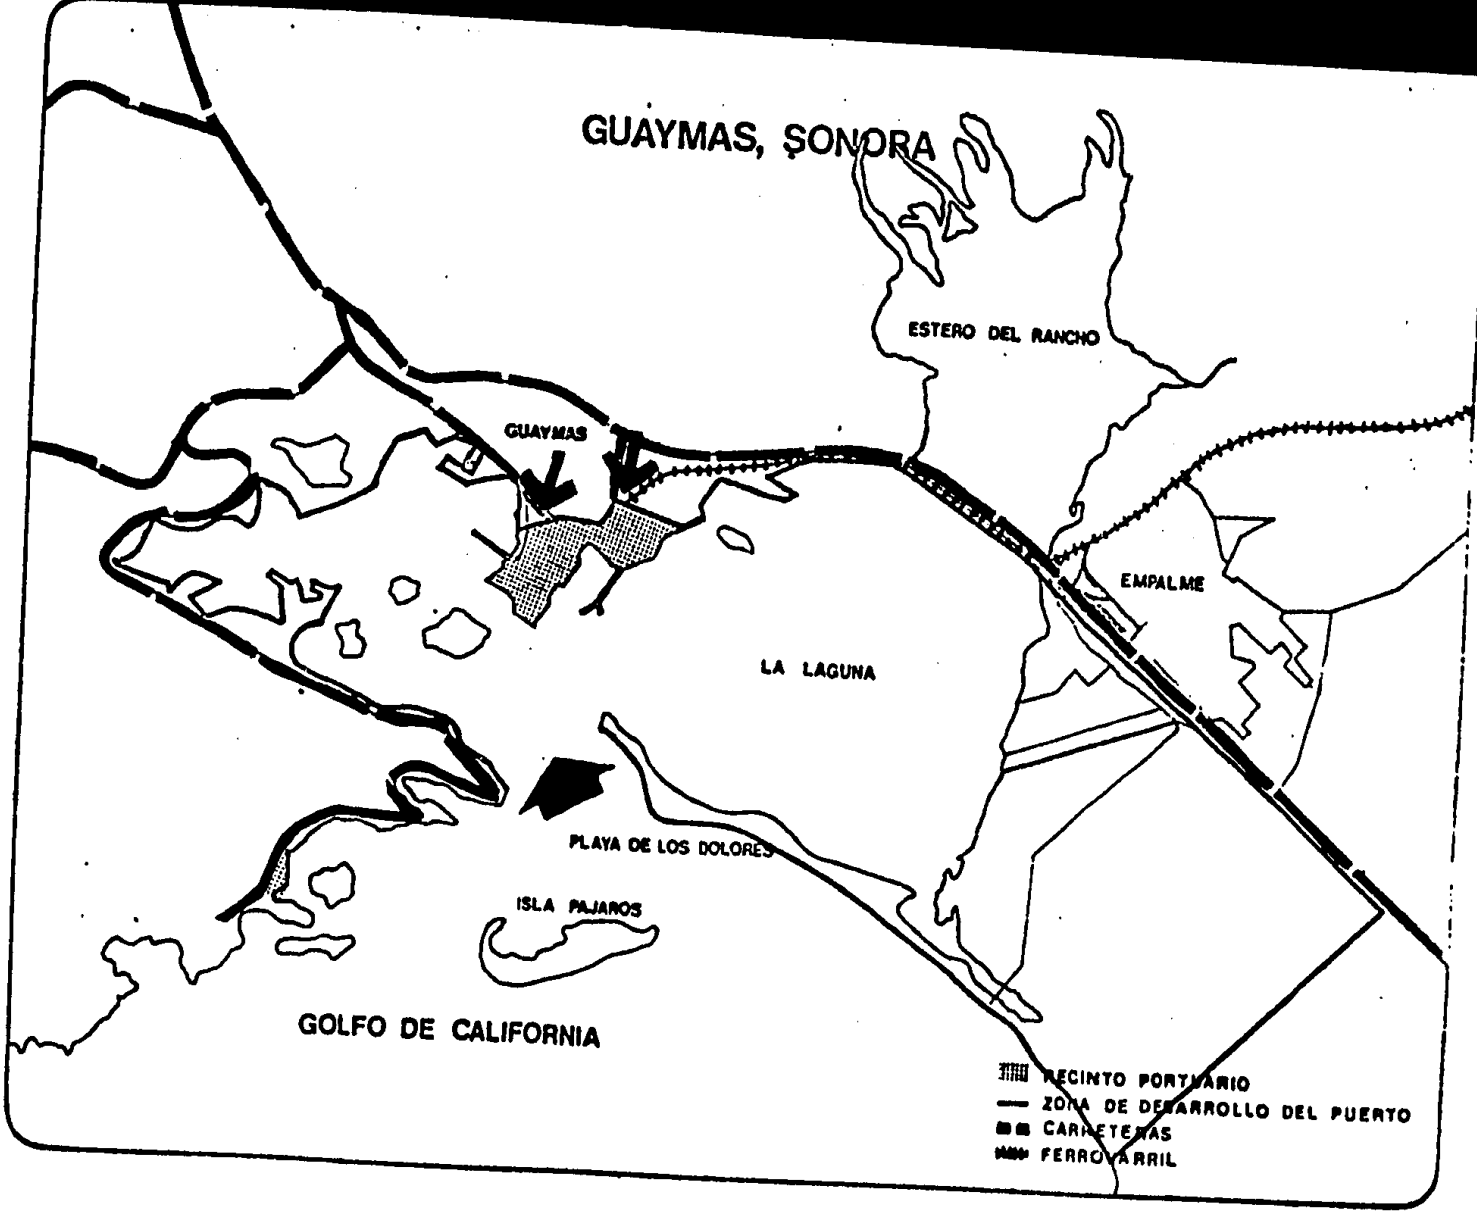 GUAYMAS, SONORA
ESTERO DEL RANCHO
GUAYMAS
EMPALME
LA LAGUNA
PLAYA DE LOS DOLORES
ISLA PAJAROS
GOLFO DE CALIFORNIA
RECINTO PORTUARIO
ZONA DE DESARROLLO DEL PUERTO
CARRETERAS
FERROVARRIL